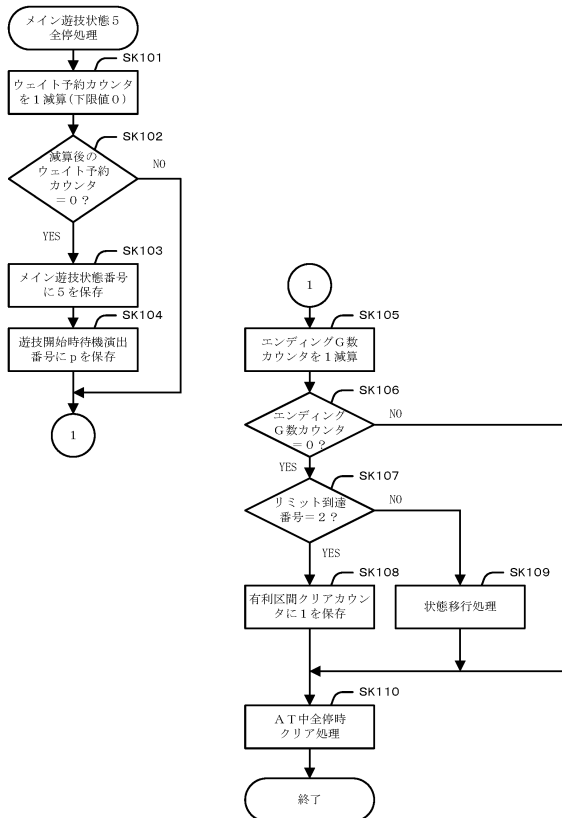 メイン遊技状態５
全停処理
SK101
ウェイト予約カウンタ
を１減算(下限値０)
SK102
減算後の
ウェイト予約
カウンタ
＝０？
NO
YES
SK103
メイン遊技状態番号
に５を保存
SK104
遊技開始時待機演出
番号にｐを保存
1
1
SK105
エンディングＧ数
カウンタを１減算
SK106
エンディング
Ｇ数カウンタ
＝０？
NO
YES
SK107
リミット到達
番号＝２？
NO
YES
SK108
有利区間クリアカウン
タに１を保存
SK109
状態移行処理
SK110
ＡＴ中全停時
クリア処理
終了